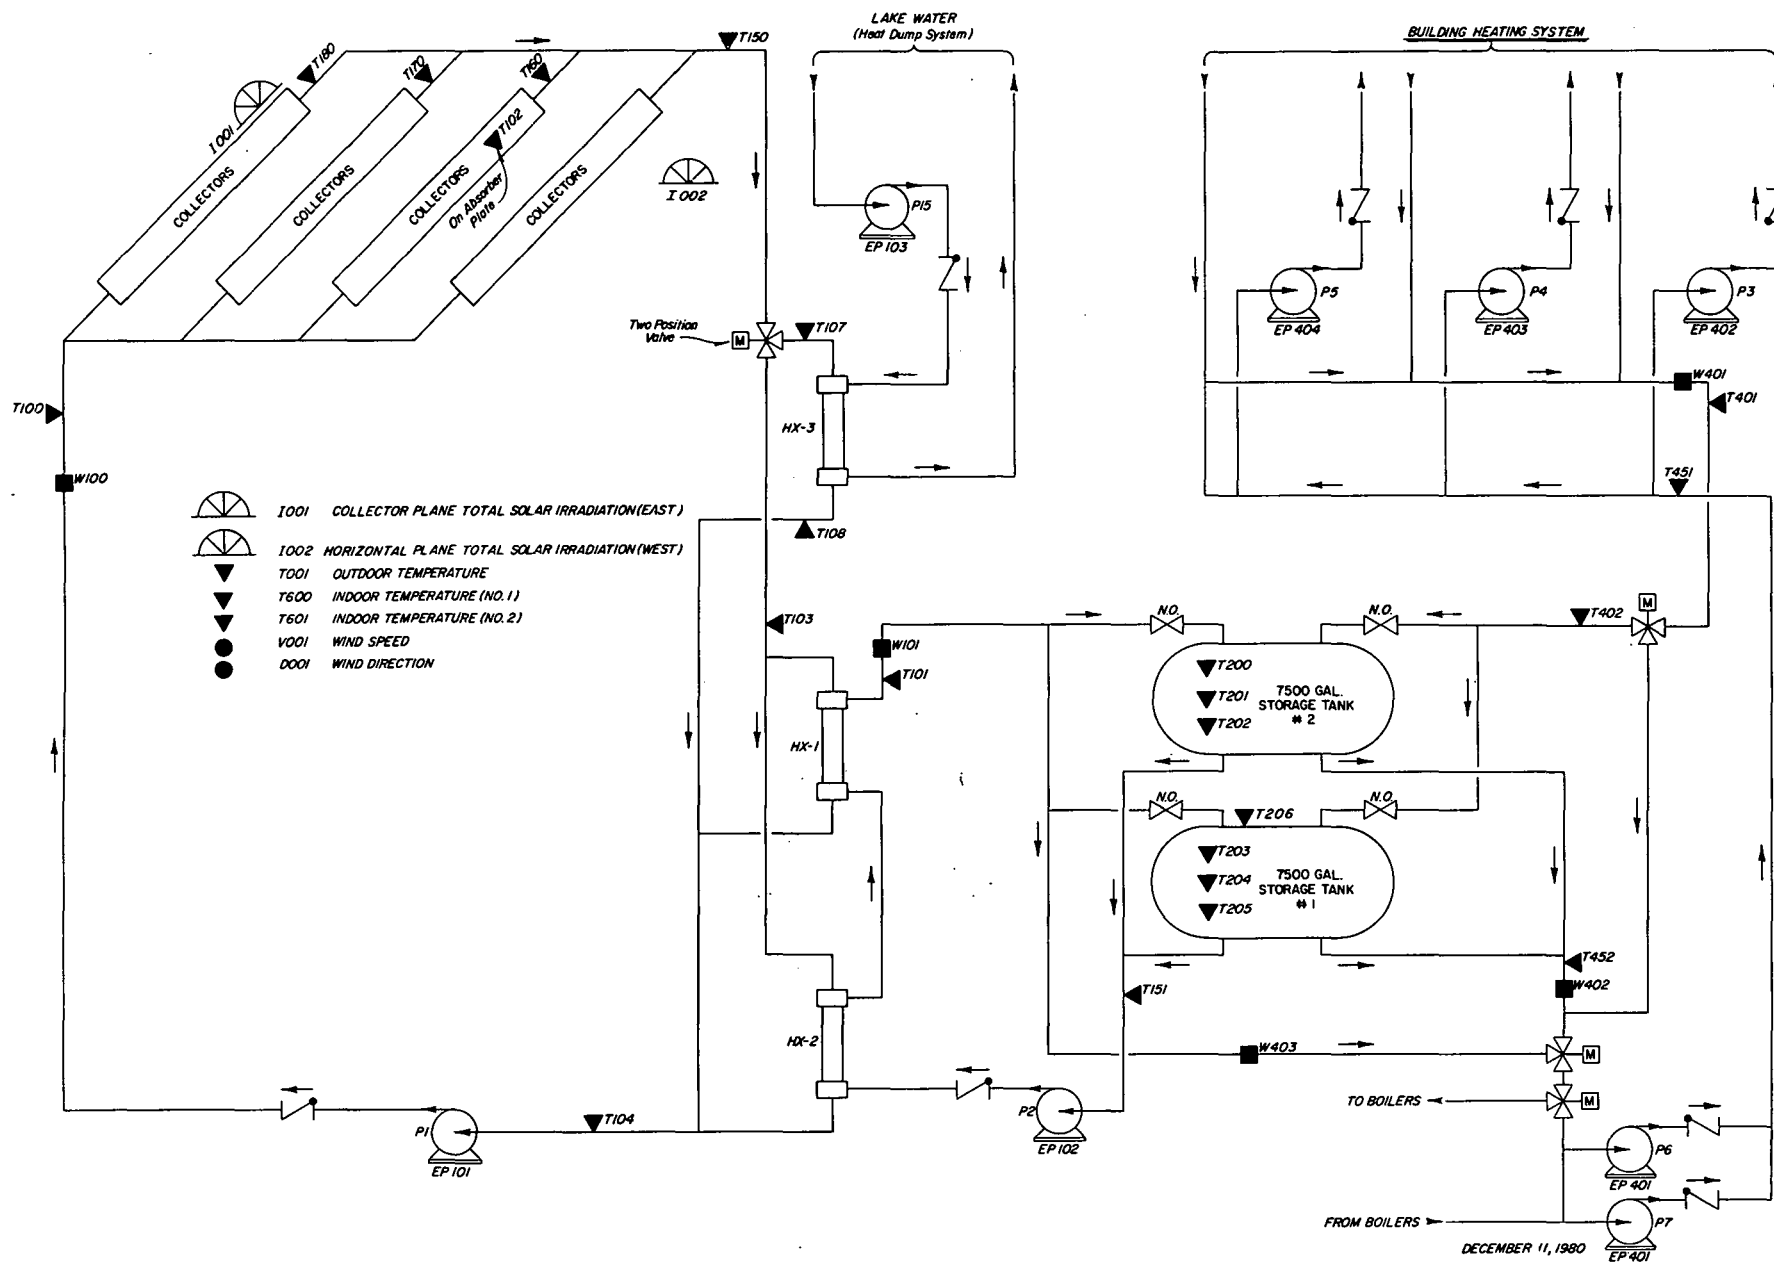 LAKE WATER
(Heat Dump System)
BUILDING HEATING SYSTEM
T150
T180
T170
T160
T102
I001
COLLECTORS
COLLECTORS
COLLECTORS
COLLECTORS
On Absorber
Plate
I002
P15
EP 103
P5
EP 404
P4
EP 403
P3
EP 402
Two Position
Valve
M
T107
W401
T401
T100
HX-3
W100
T451
T108
I001 COLLECTOR PLANE TOTAL SOLAR IRRADIATION (EAST)
I002 HORIZONTAL PLANE TOTAL SOLAR IRRADIATION (WEST)
T001 OUTDOOR TEMPERATURE
T600 INDOOR TEMPERATURE (NO. 1)
T601 INDOOR TEMPERATURE (NO. 2)
V001 WIND SPEED
D001 WIND DIRECTION
T103
W101
T101
N.O.
N.O.
T402
M
T200
T201
T202
7500 GAL.
STORAGE TANK
# 2
HX-1
N.O.
N.O.
T206
T203
T204
T205
7500 GAL.
STORAGE TANK
# 1
T452
W402
T151
HX-2
W403
M
TO BOILERS
M
P1
EP 101
T104
P2
EP 102
P6
EP 401
FROM BOILERS
P7
EP 401
DECEMBER 11, 1980